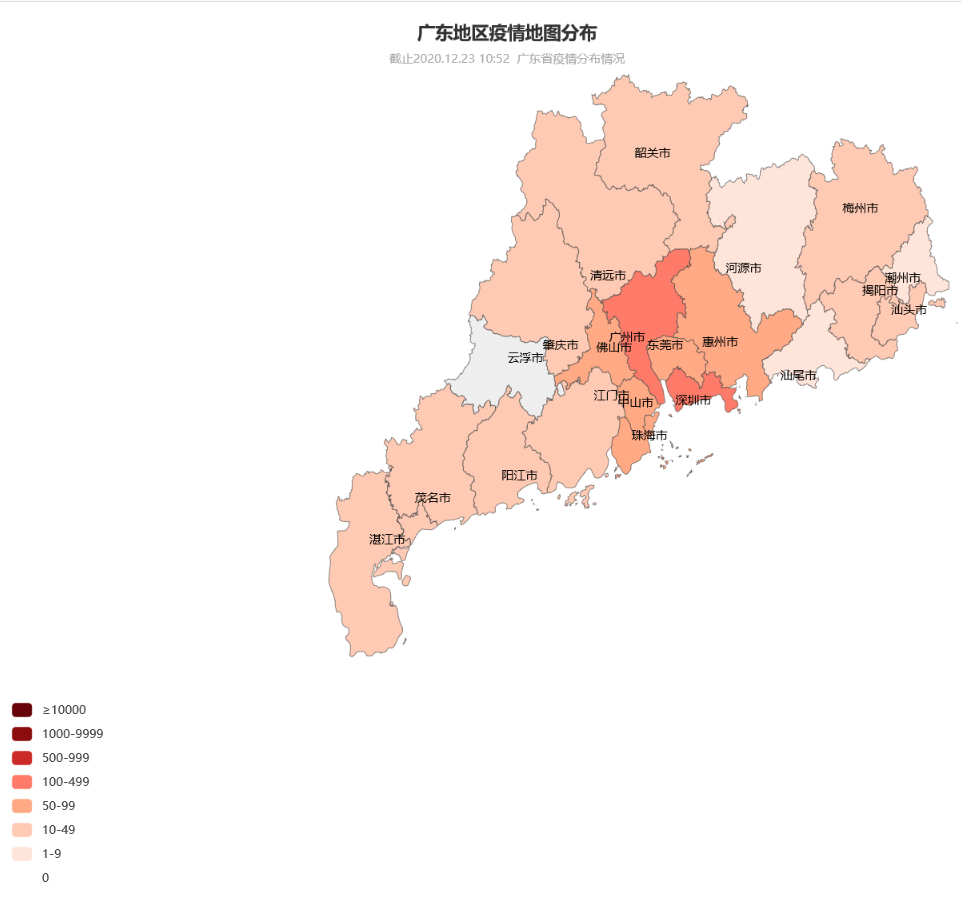 广东地区疫情地图分布
截止2020.12.23 10:52 广东省疫情分布情况
韶关市
梅州市
河源市
清远市
潮州市
揭阳市
汕头市
广州市
肇庆市
佛山市
东莞市
惠州市
云浮市
汕尾市
江门市
中山市
深圳市
珠海市
阳江市
茂名市
湛江市
≥10000
1000-9999
500-999
100-499
50-99
10-49
1-9
0